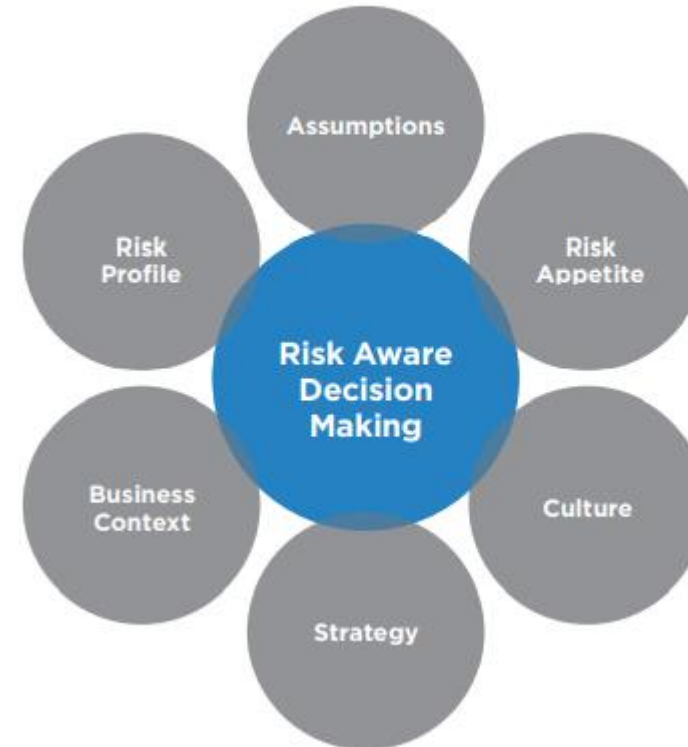 Assumptions
Risk
Profile
Risk
Appetite
Risk Aware
Decision
Making
Business
Context
Culture
Strategy